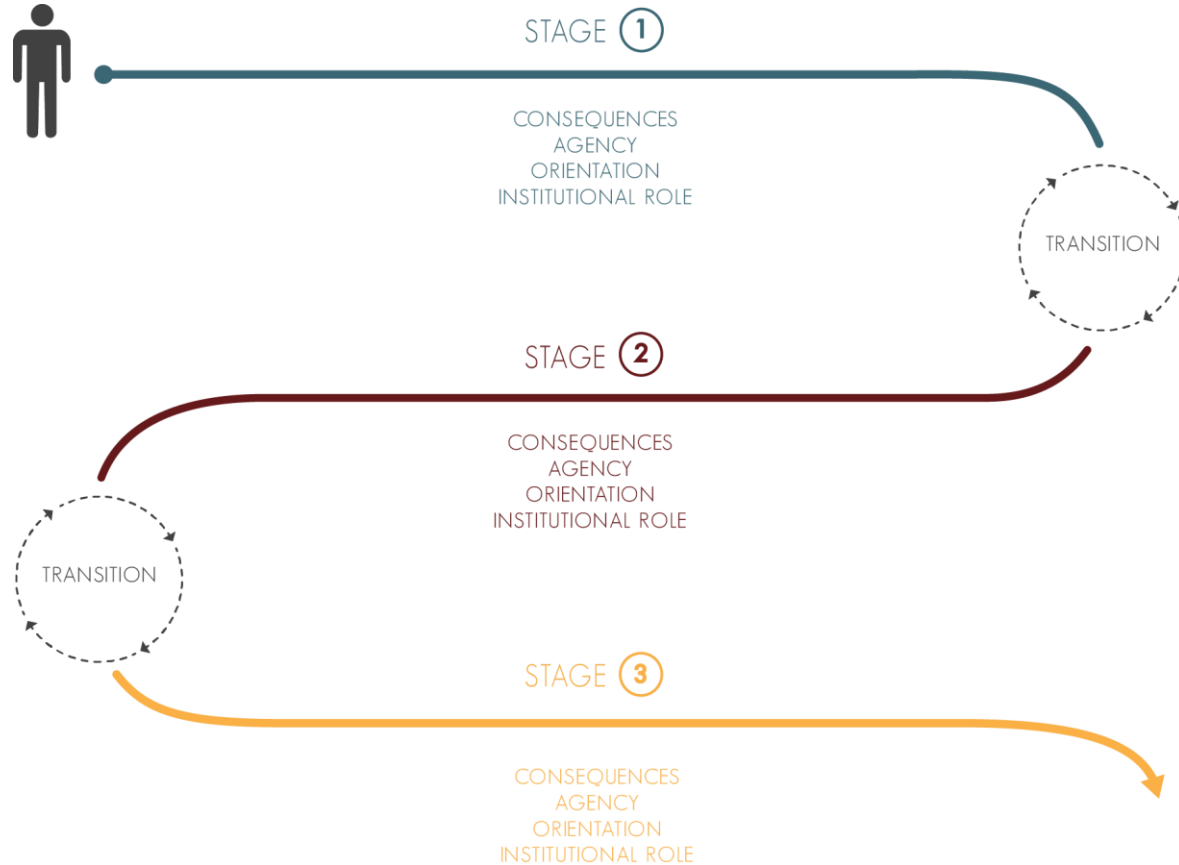 STAGE 1
CONSEQUENCES
AGENCY
ORIENTATION
INSTITUTIONAL ROLE
TRANSITION
STAGE 2
CONSEQUENCES
AGENCY
ORIENTATION
INSTITUTIONAL ROLE
TRANSITION
STAGE 3
CONSEQUENCES
AGENCY
ORIENTATION
INSTITUTIONAL ROLE